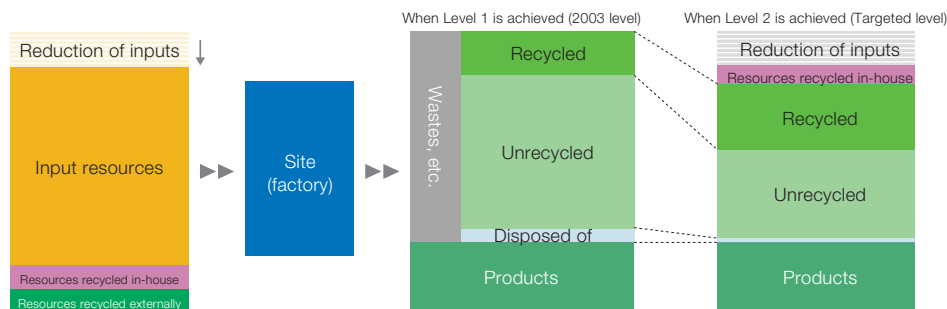 When Level 1 is achieved (2003 level)
When Level 2 is achieved (Targeted level)
Reduction of inputs
Input resources
Resources recycled in-house
Resources recycled externally
Site
(factory)
Wastes, etc.
Recycled
Unrecycled
Disposed of
Products
Reduction of inputs
Resources recycled in-house
Recycled
Unrecycled
Products